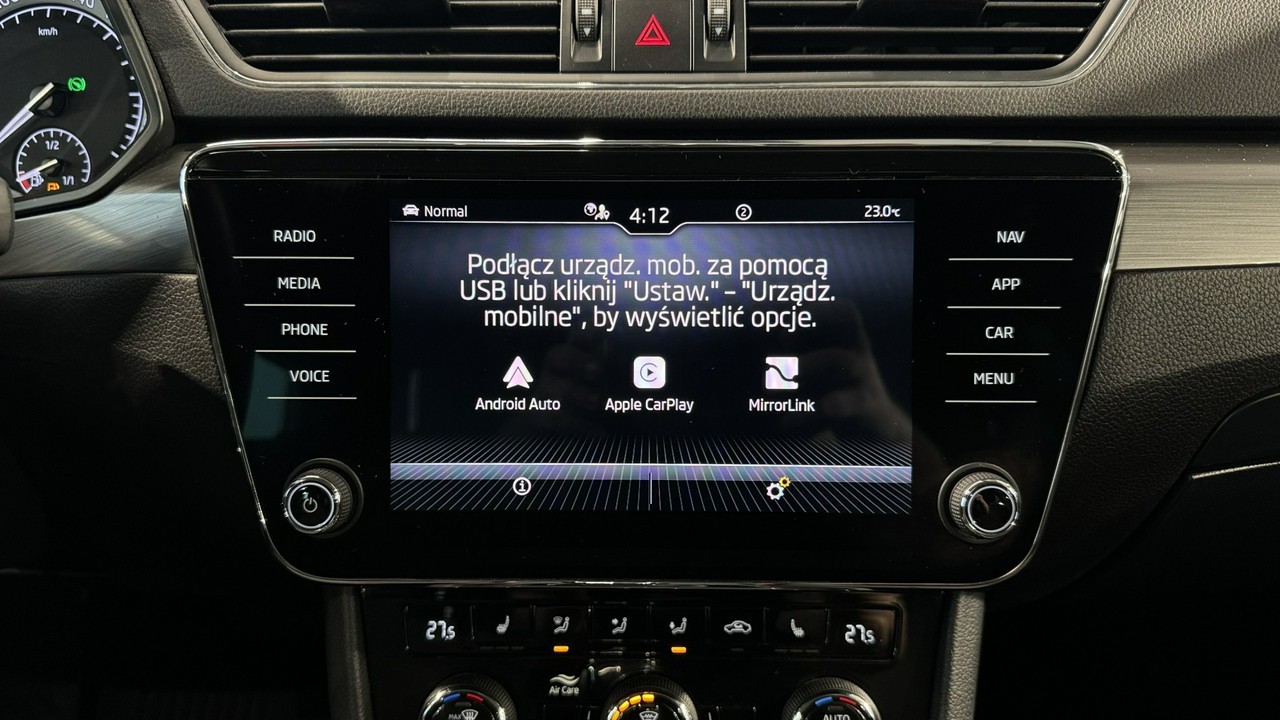 km/h
1/2
1/1
Normal
4:12
2
23.0°C
RADIO
MEDIA
PHONE
VOICE
NAV
APP
CAR
MENU
Podłącz urządz. mob. za pomocą
USB lub kliknij "Ustaw." – "Urządz.
mobilne", by wyświetlić opcje.
Android Auto
Apple CarPlay
MirrorLink
27.5
27.5
Air Care
MAX
AUTO